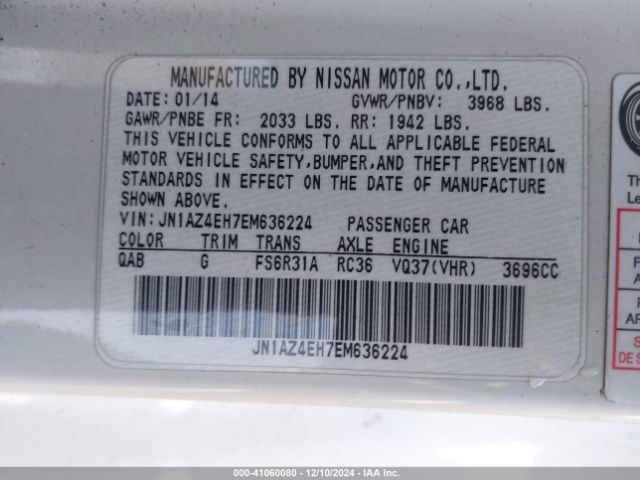 MANUFACTURED BY NISSAN MOTOR CO.,LTD.
DATE: 01/14 GVWR/PNBV: 3968 LBS.
GAWR/PNBE FR: 2033 LBS. RR: 1942 LBS.
THIS VEHICLE CONFORMS TO ALL APPLICABLE FEDERAL
MOTOR VEHICLE SAFETY,BUMPER,AND THEFT PREVENTION
STANDARDS IN EFFECT ON THE DATE OF MANUFACTURE
SHOWN ABOVE.
VIN:JN1AZ4EH7EM636224 PASSENGER CAR
COLOR TRIM TRANS AXLE ENGINE
QAB G FS6R31A RC36 VQ37(VHR) 3696CC
JN1AZ4EH7EM636224
000-41060080 - 12/10/2024 - IAA Inc.